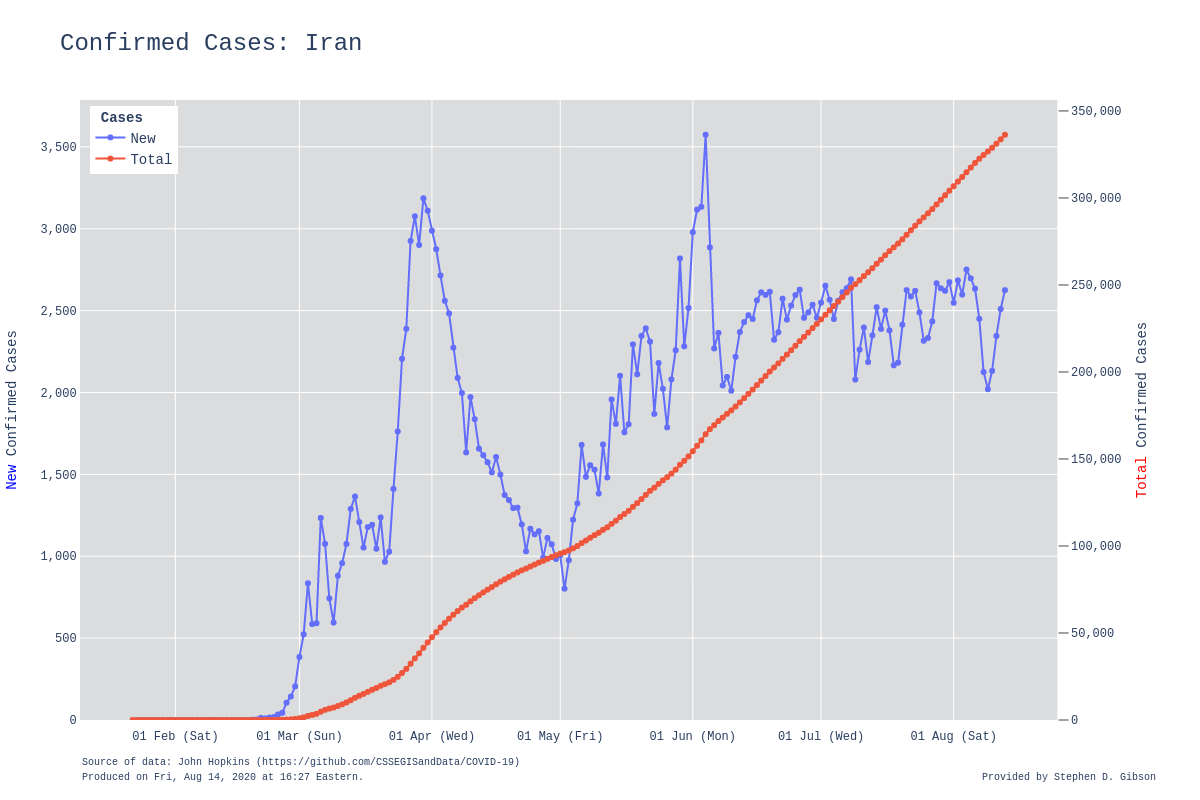 Confirmed Cases: Iran
Cases
New
Total
3,500
3,000
2,500
2,000
1,500
1,000
500
0
New Confirmed Cases
350,000
300,000
250,000
200,000
150,000
100,000
50,000
0
Total Confirmed Cases
01 Feb (Sat)
01 Mar (Sun)
01 Apr (Wed)
01 May (Fri)
01 Jun (Mon)
01 Jul (Wed)
01 Aug (Sat)
Source of data: John Hopkins (https://github.com/CSSEGISandData/COVID-19)
Produced on Fri, Aug 14, 2020 at 16:27 Eastern.
Provided by Stephen D. Gibson